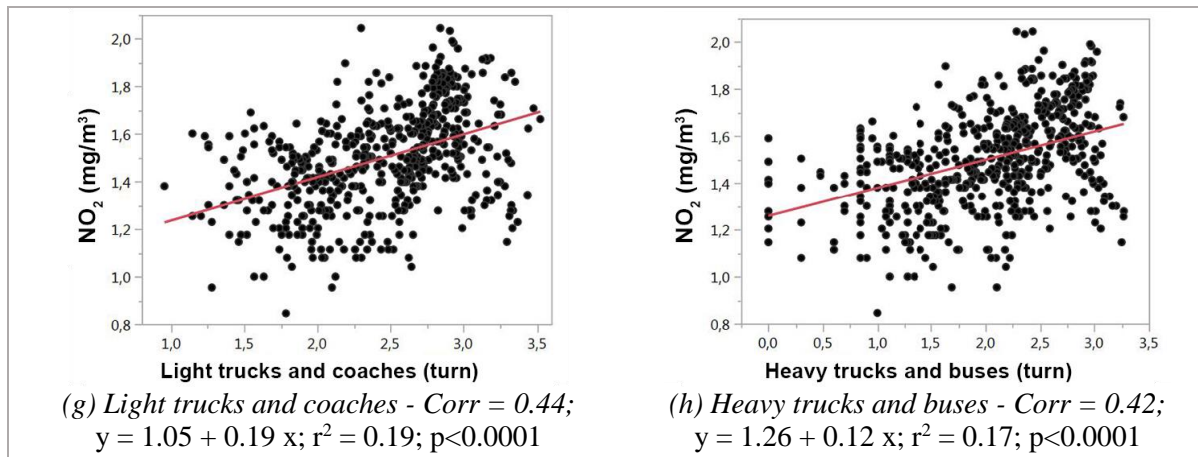 2,0
1,8
1,6
1,4
1,2
1,0
0,8
NO₂ (mg/m³)
1,0 1,5 2,0 2,5 3,0 3,5
Light trucks and coaches (turn)
(g) Light trucks and coaches - Corr = 0.44;
y = 1.05 + 0.19 x; r² = 0.19; p<0.0001
2,0
1,8
1,6
1,4
1,2
1,0
0,8
NO₂ (mg/m³)
0,0 0,5 1,0 1,5 2,0 2,5 3,0 3,5
Heavy trucks and buses (turn)
(h) Heavy trucks and buses - Corr = 0.42;
y = 1.26 + 0.12 x; r² = 0.17; p<0.0001